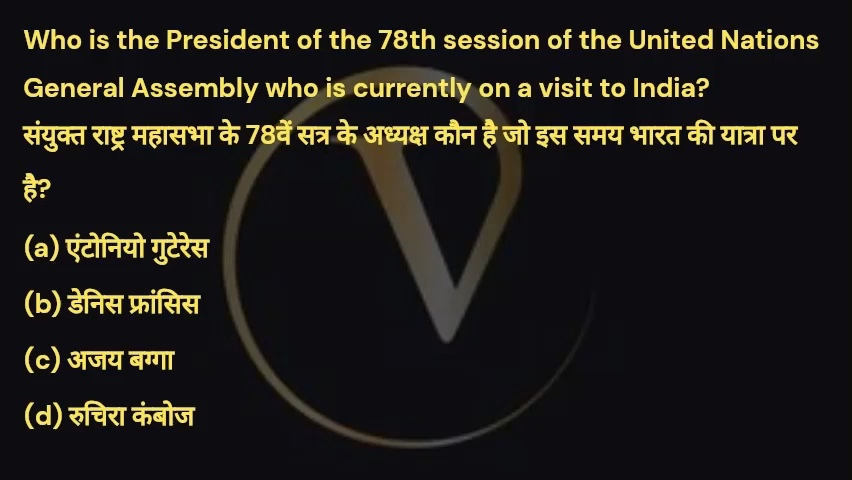 Who is the President of the 78th session of the United Nations
General Assembly who is currently on a visit to India?
संयुक्त राष्ट्र महासभा के 78वें सत्र के अध्यक्ष कौन है जो इस समय भारत की यात्रा पर
है?
(a) एंटोनियो गुटेरेस
(b) डेनिस फ्रांसिस
(c) अजय बग्गा
(d) रुचिरा कंबोज